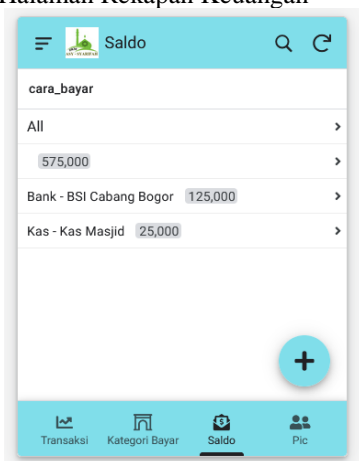 Halaman Rekapan Keuangan
Saldo
cara_bayar
All
575,000
Bank - BSI Cabang Bogor 125,000
Kas - Kas Masjid 25,000
Transaksi Kategori Bayar Saldo Pic